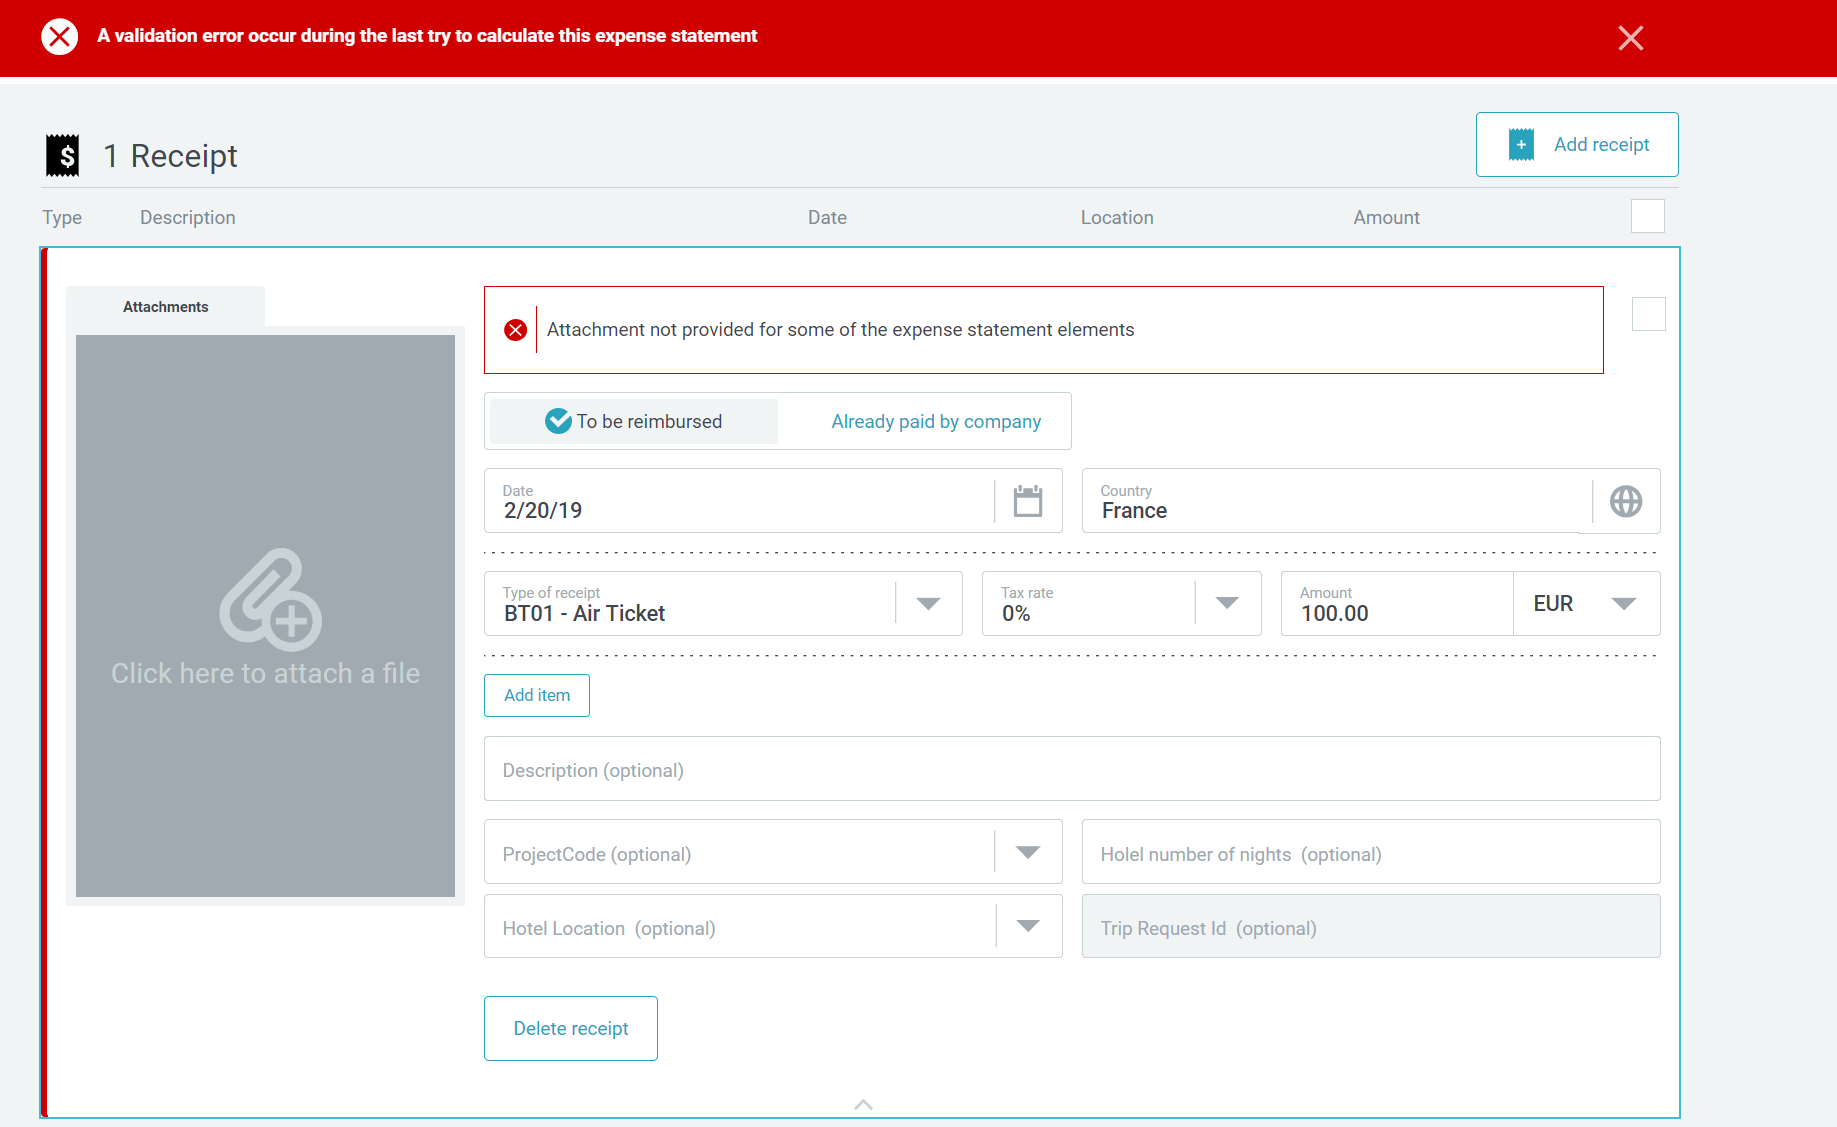 A validation error occur during the last try to calculate this expense statement
1 Receipt
Add receipt
Type Description Date Location Amount
Attachments
Attachment not provided for some of the expense statement elements
To be reimbursed Already paid by company
Date
2/20/19
Country
France
Type of receipt
BT01 - Air Ticket
Tax rate
0%
Amount
100.00
EUR
Click here to attach a file
Add item
Description (optional)
ProjectCode (optional)
Holel number of nights (optional)
Hotel Location (optional)
Trip Request Id (optional)
Delete receipt